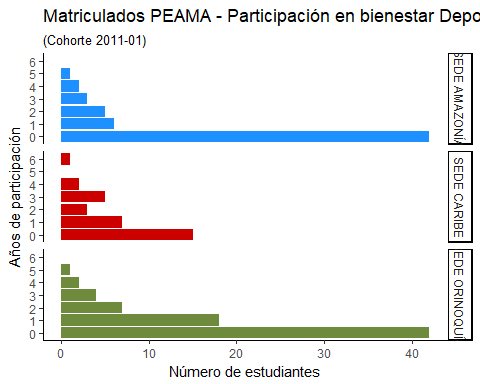 Matriculados PEAMA - Participación en bienestar Depo
(Cohorte 2011-01)
Años de participación
6
5
4
3
2
1
0
SEDE AMAZONÍA
6
5
4
3
2
1
0
SEDE CARIBE
6
5
4
3
2
1
0
EDE ORINOQUÍ
0 10 20 30 40
Número de estudiantes